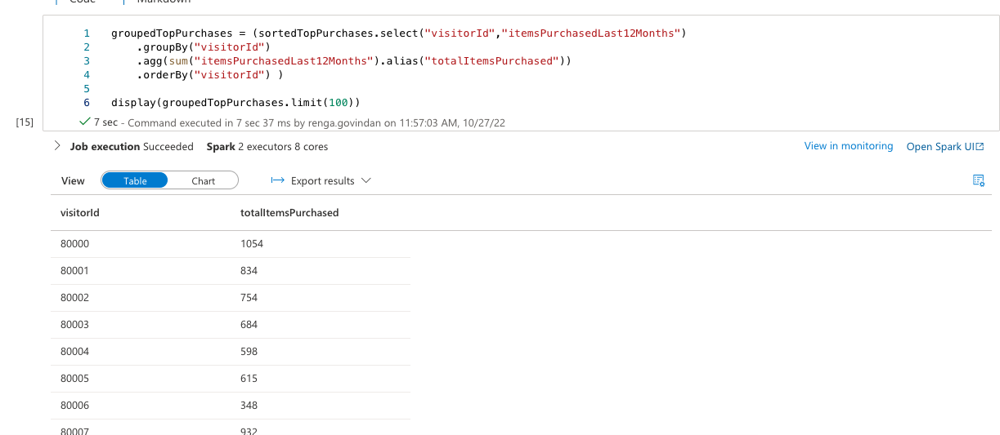 Code | Markdown
1 groupedTopPurchases = (sortedTopPurchases.select("visitorId","itemsPurchasedLast12Months")
2 .groupBy("visitorId")
3 .agg(sum("itemsPurchasedLast12Months").alias("totalItemsPurchased"))
4 .orderBy("visitorId") )
5
6 display(groupedTopPurchases.limit(100))
[15] 7 sec - Command executed in 7 sec 37 ms by renga.govindan on 11:57:03 AM, 10/27/22
Job execution Succeeded Spark 2 executors 8 cores View in monitoring Open Spark UI
View Table Chart Export results
visitorId totalItemsPurchased
80000 1054
80001 834
80002 754
80003 684
80004 598
80005 615
80006 348
80007 932